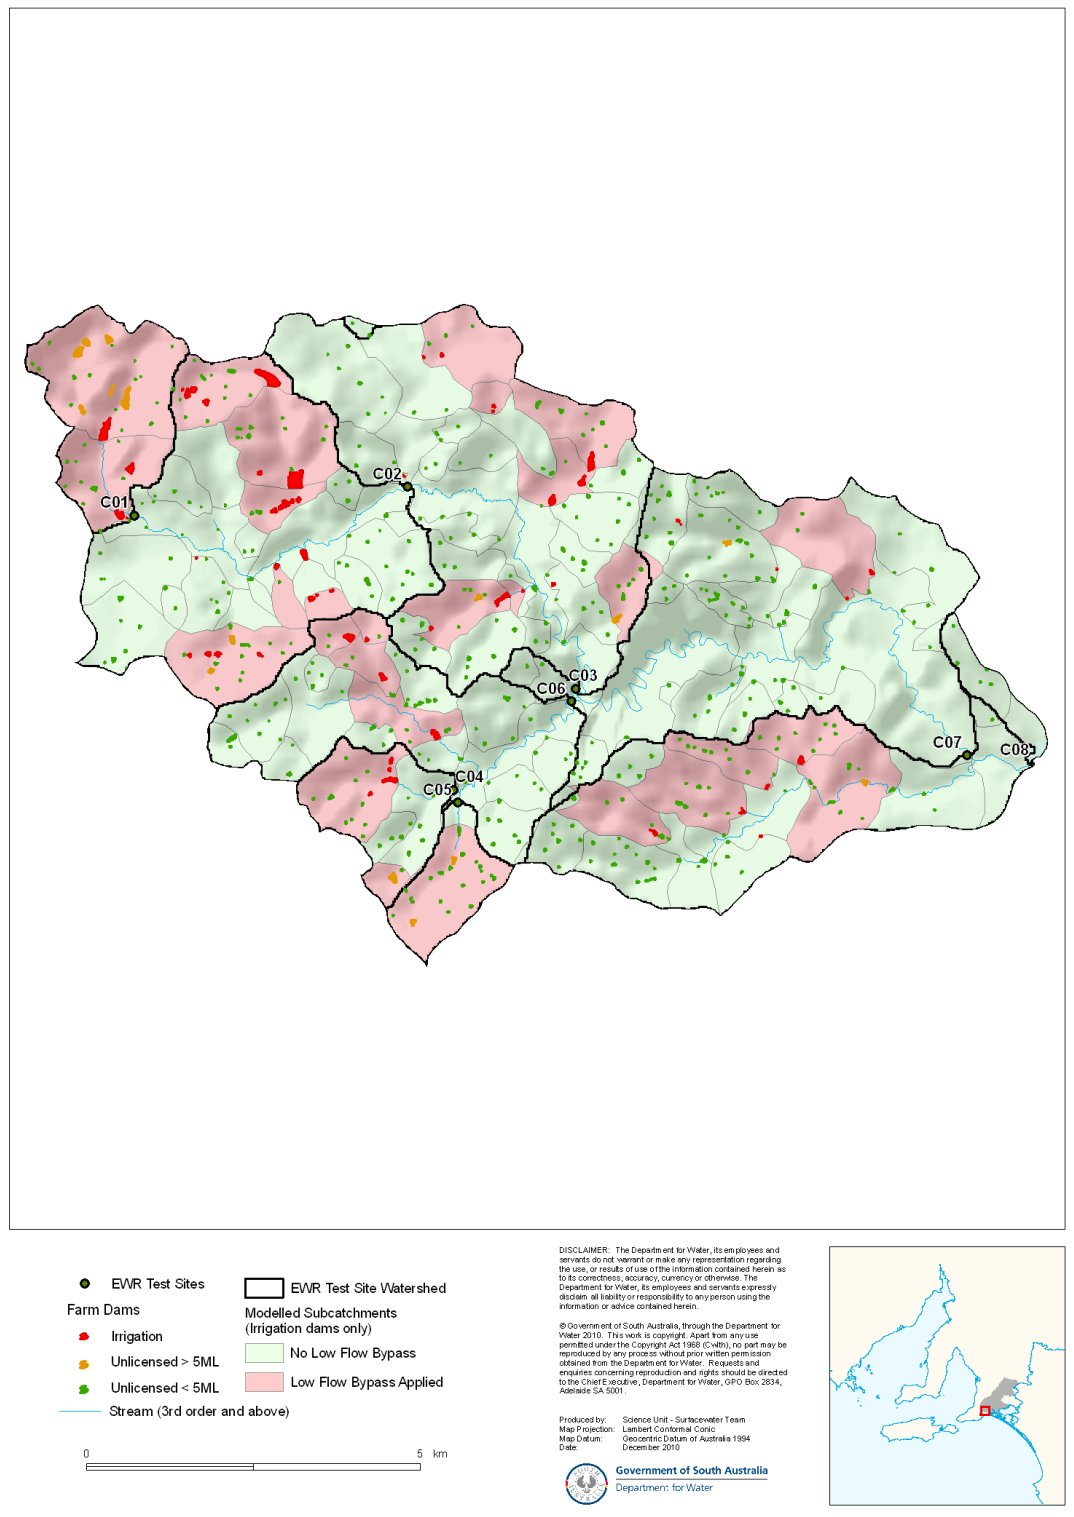 C02
C01
C03
C06
C07
C08
C04
C05
EWR Test Sites
Farm Dams
Irrigation
Unlicensed > 5ML
Unlicensed < 5ML
Stream (3rd order and above)
EWR Test Site Watershed
Modelled Subcatchments
(Irrigation dams only)
No Low Flow Bypass
Low Flow Bypass Applied
0 5 km
DISCLAIMER: The Department for Water, its employees and
servants do not warrant or make any representation regarding
the use, or results of use of the information contained herein as
to its correctness, accuracy, currency or otherwise. The
Department for Water, its employees and servants expressly
disclaim all liability or responsibility to any person using the
information or advice contained herein.
© Government of South Australia, through the Department for
Water 2010. This work is copyright. Apart from any use
permitted under the Copyright Act 1968 (Cwlth), no part may be
reproduced by any process without prior written permission
obtained from the Department for Water. Requests and
enquiries concerning reproduction and rights should be directed
to the Chief Executive, Department for Water, GPO Box 2834,
Adelaide SA 5001.
Produced by: Science Unit - Surfacewater Team
Map Projection: Lambert Conformal Conic
Map Datum: Geocentric Datum of Australia 1994
Date: December 2010
SOUTH AUSTRALIA
Government of South Australia
Department for Water